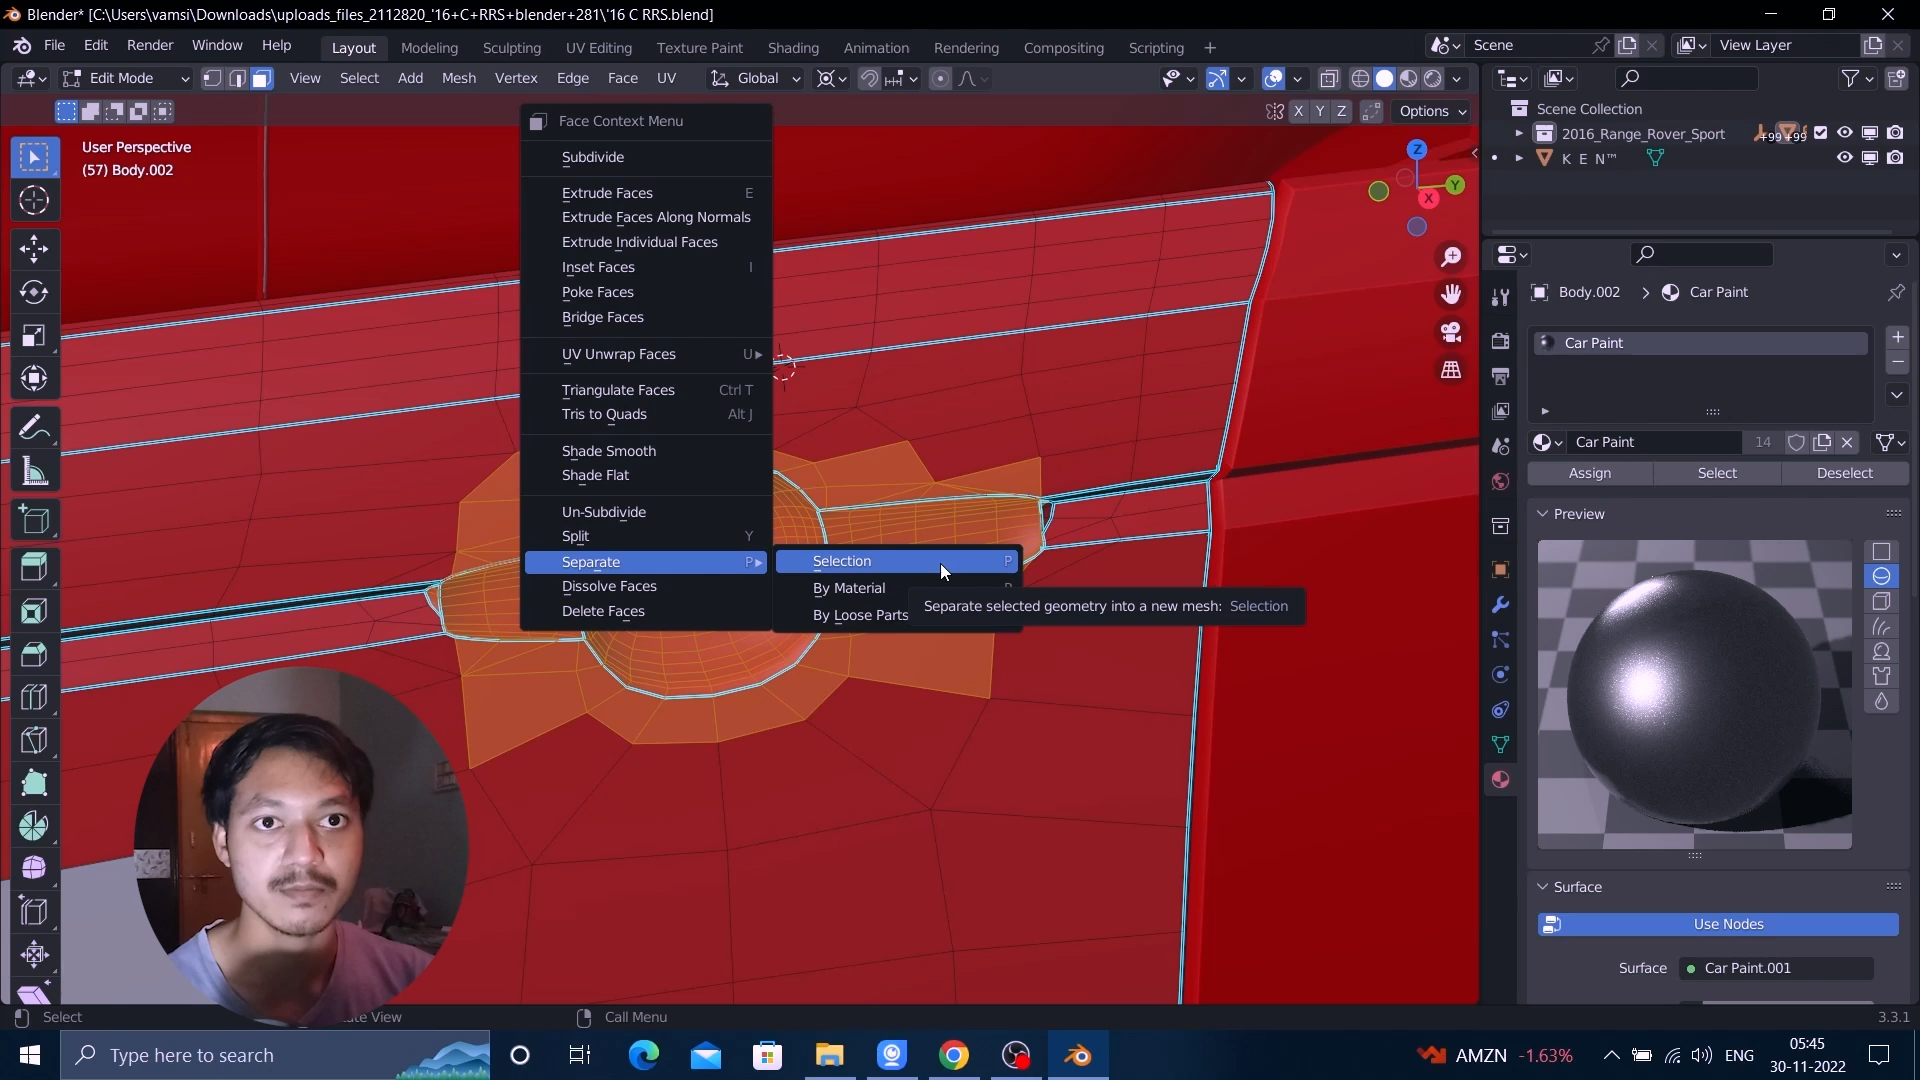 Blender* [C:\Users\vamsi\Downloads\uploads_files_2112820_'16+C+RRS+blender+281\'16 C RRS.blend]
File Edit Render Window Help Layout Modeling Sculpting UV Editing Texture Paint Shading Animation Rendering Compositing Scripting + Scene View Layer
Edit Mode View Select Add Mesh Vertex Edge Face UV Global
X Y Z Options
User Perspective
(57) Body.002
Z
Y
X
Face Context Menu
Subdivide
Extrude Faces E
Extrude Faces Along Normals
Extrude Individual Faces
Inset Faces I
Poke Faces
Bridge Faces
UV Unwrap Faces U
Triangulate Faces Ctrl T
Tris to Quads Alt J
Shade Smooth
Shade Flat
Un-Subdivide
Split Y
Separate P
Dissolve Faces
Delete Faces
Selection P
By Material
By Loose Parts
Separate selected geometry into a new mesh: Selection
Scene Collection
2016_Range_Rover_Sport +99 +99
K E N™
Body.002 > Car Paint
Car Paint
Car Paint 14
Assign Select Deselect
Preview
Surface
Use Nodes
Surface Car Paint.001
Select
View
Call Menu
3.3.1
Type here to search
AMZN -1.63%
ENG
05:45
30-11-2022